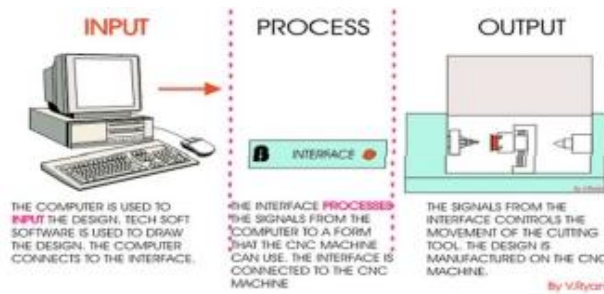 INPUT
PROCESS
OUTPUT
β INTERFACE
THE COMPUTER IS USED TO
INPUT THE DESIGN. TECH SOFT
SOFTWARE IS USED TO DRAW
THE DESIGN. THE COMPUTER
CONNECTS TO THE INTERFACE.
THE INTERFACE PROCESSES
THE SIGNALS FROM THE
COMPUTER TO A FORM
THAT THE CNC MACHINE
CAN USE. THE INTERFACE IS
CONNECTED TO THE CNC
MACHINE
THE SIGNALS FROM THE
INTERFACE CONTROLS THE
MOVEMENT OF THE CUTTING
TOOL. THE DESIGN IS
MANUFACTURED ON THE CNC
MACHINE.
By V.Ryan